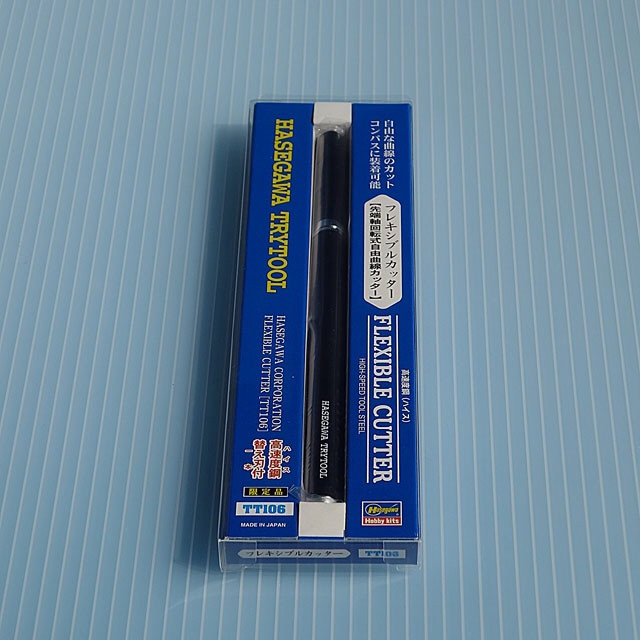 HASEGAWA TRYTOOL
HASEGAWA CORPORATION
FLEXIBLE CUTTER [TT106]
ハイス
高速度鋼
替え刃付
一本
限定品
TT106
MADE IN JAPAN
HASEGAWA TRYTOOL
自由な曲線のカット
コンパスに装着可能
フレキシブルカッター
【先端軸回転式自由曲線カッター】
高速度鋼(ハイス)
FLEXIBLE CUTTER
HIGH-SPEED TOOL STEEL
Hasegawa
Hobby kits
フレキシブルカッター
TT106